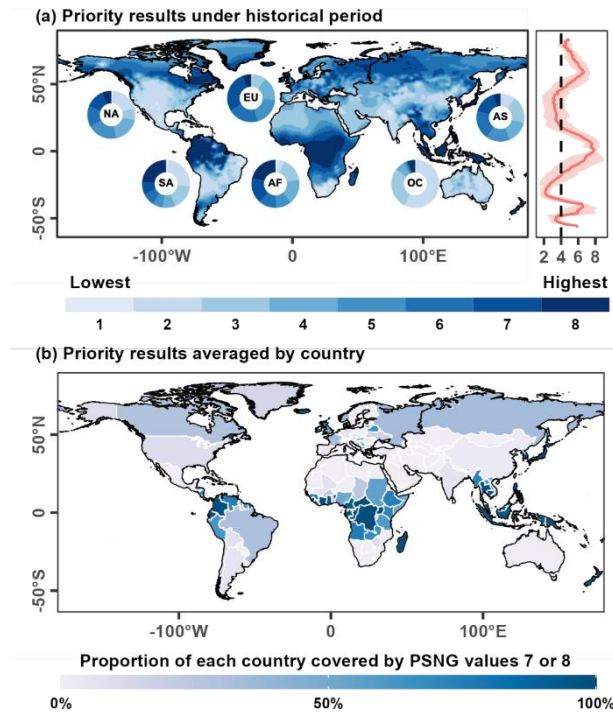 (a) Priority results under historical period
50°N
0
-50°S
NA
EU
AS
SA
AF
OC
-100°W
0
100°E
2 4 6 8
Lowest
Highest
1 2 3 4 5 6 7 8
(b) Priority results averaged by country
50°N
0
-50°S
-100°W
0
100°E
Proportion of each country covered by PSNG values 7 or 8
0%
50%
100%